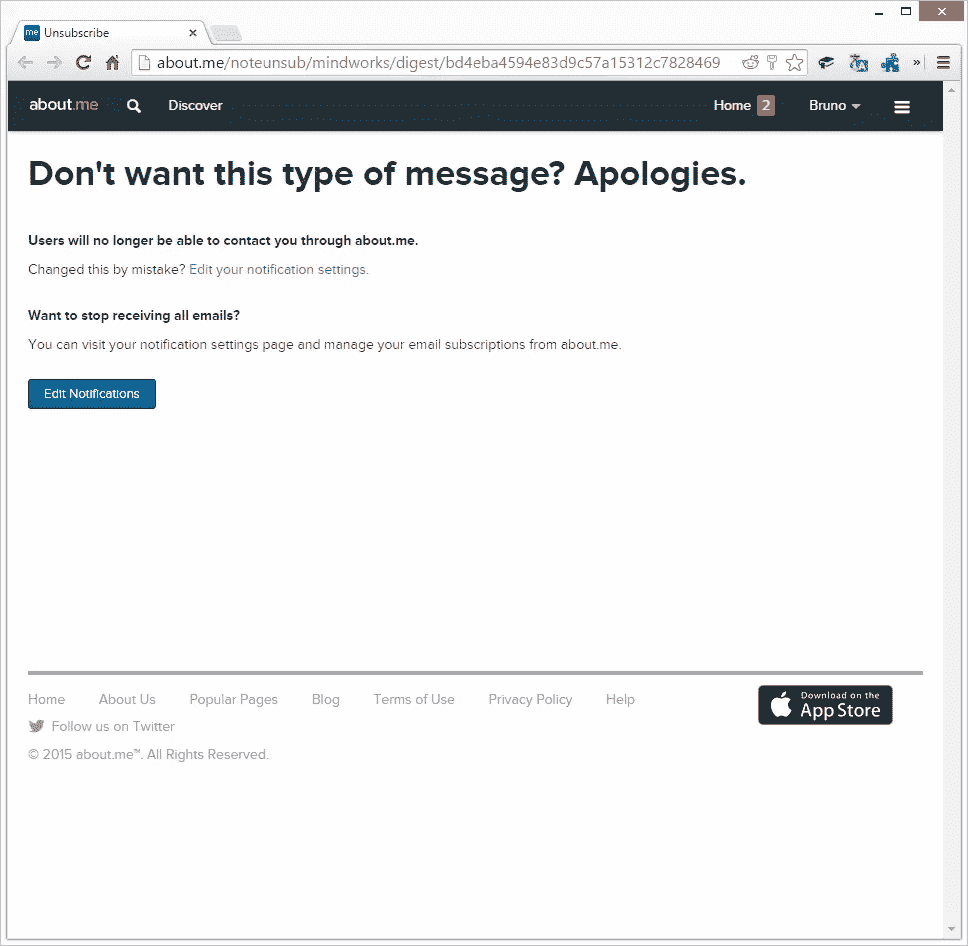 me Unsubscribe
about.me/noteunsub/mindworks/digest/bd4eba4594e83d9c57a15312c7828469
about.me Discover Home 2 Bruno
Don't want this type of message? Apologies.
Users will no longer be able to contact you through about.me.
Changed this by mistake? Edit your notification settings.
Want to stop receiving all emails?
You can visit your notification settings page and manage your email subscriptions from about.me.
Edit Notifications
Home About Us Popular Pages Blog Terms of Use Privacy Policy Help
Download on the
App Store
Follow us on Twitter
© 2015 about.me™. All Rights Reserved.